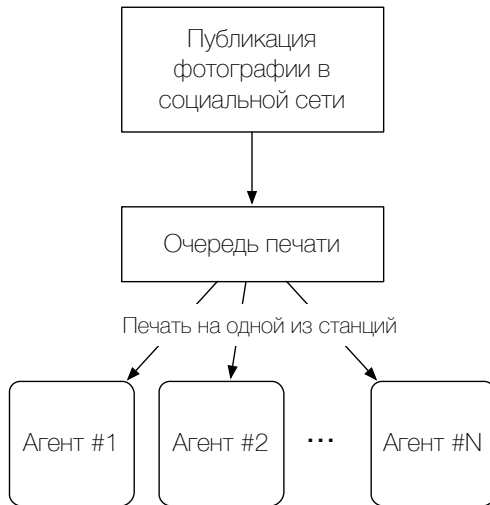 Публикация
фотографии в
социальной сети
Очередь печати
Печать на одной из станций
Агент #1
Агент #2
...
Агент #N